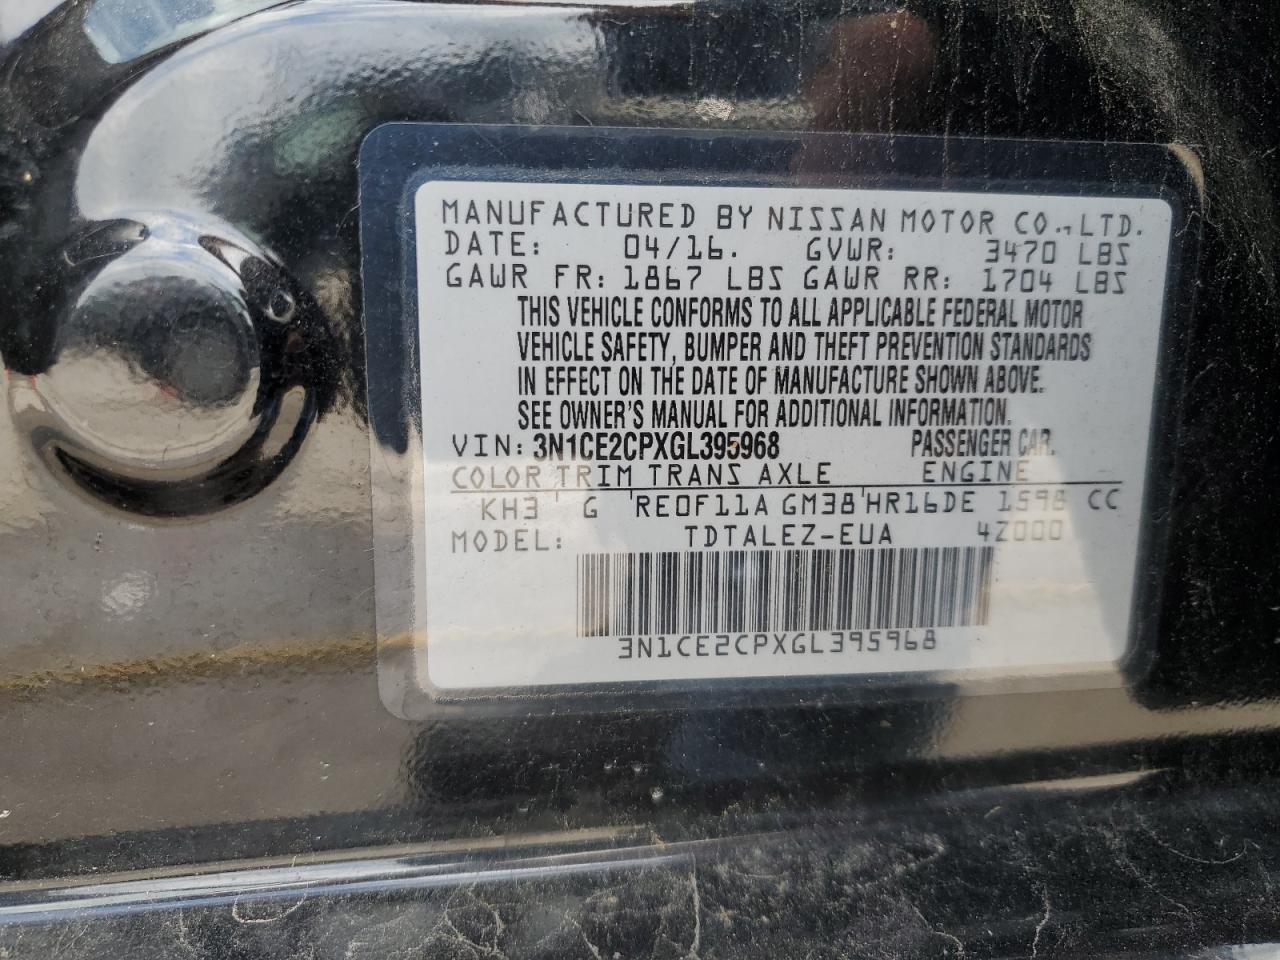 MANUFACTURED BY NISSAN MOTOR CO.,LTD.
DATE: 04/16. GVWR: 3470 LBS
GAWR FR: 1867 LBS GAWR RR: 1704 LBS
THIS VEHICLE CONFORMS TO ALL APPLICABLE FEDERAL MOTOR
VEHICLE SAFETY, BUMPER AND THEFT PREVENTION STANDARDS
IN EFFECT ON THE DATE OF MANUFACTURE SHOWN ABOVE.
SEE OWNER'S MANUAL FOR ADDITIONAL INFORMATION.
VIN: 3N1CE2CPXGL395968 PASSENGER CAR.
COLOR TRIM TRANS AXLE ENGINE
KH3 G RE0F11A GM38 HR16DE 1598 CC
MODEL: TDTALEZ-EUA 4Z000
3N1CE2CPXGL395968